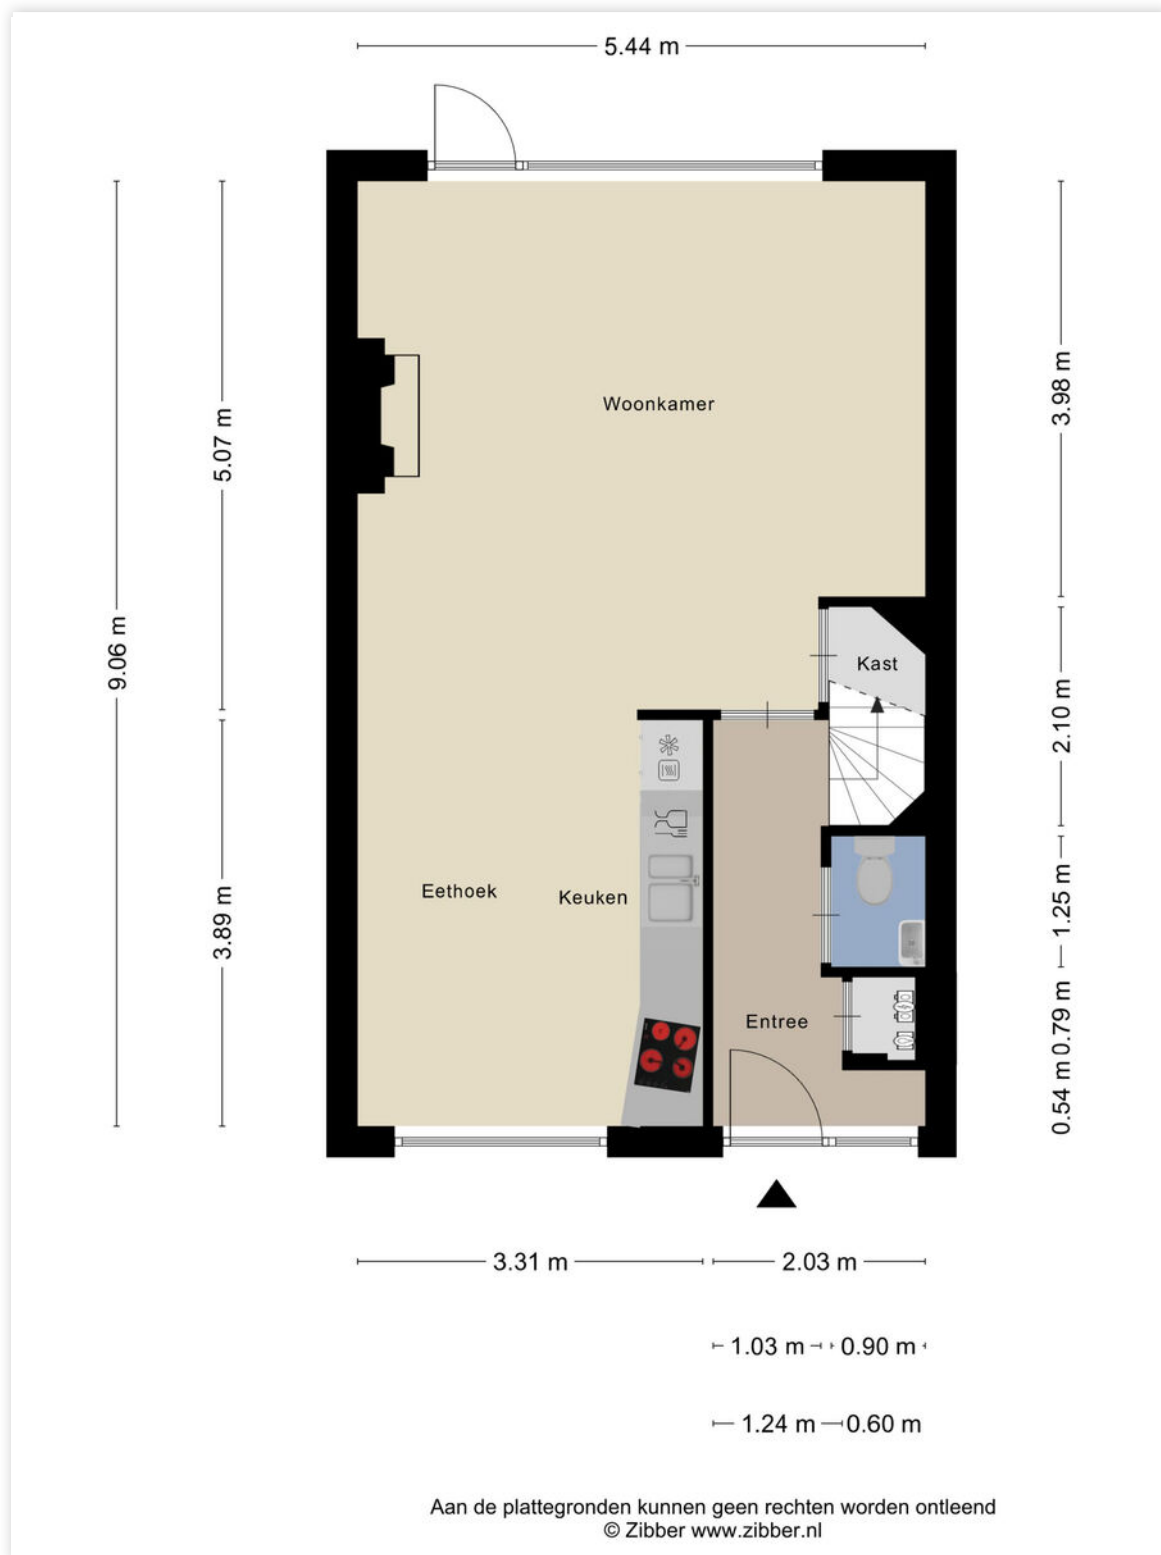 5.44 m
Woonkamer
3.98 m
5.07 m
9.06 m
Kast
2.10 m
Eethoek
Keuken
3.89 m
1.25 m
Entree
0.79 m
0.54 m
3.31 m
2.03 m
1.03 m
0.90 m
1.24 m
0.60 m
Aan de plattegronden kunnen geen rechten worden ontleend
© Zibber www.zibber.nl